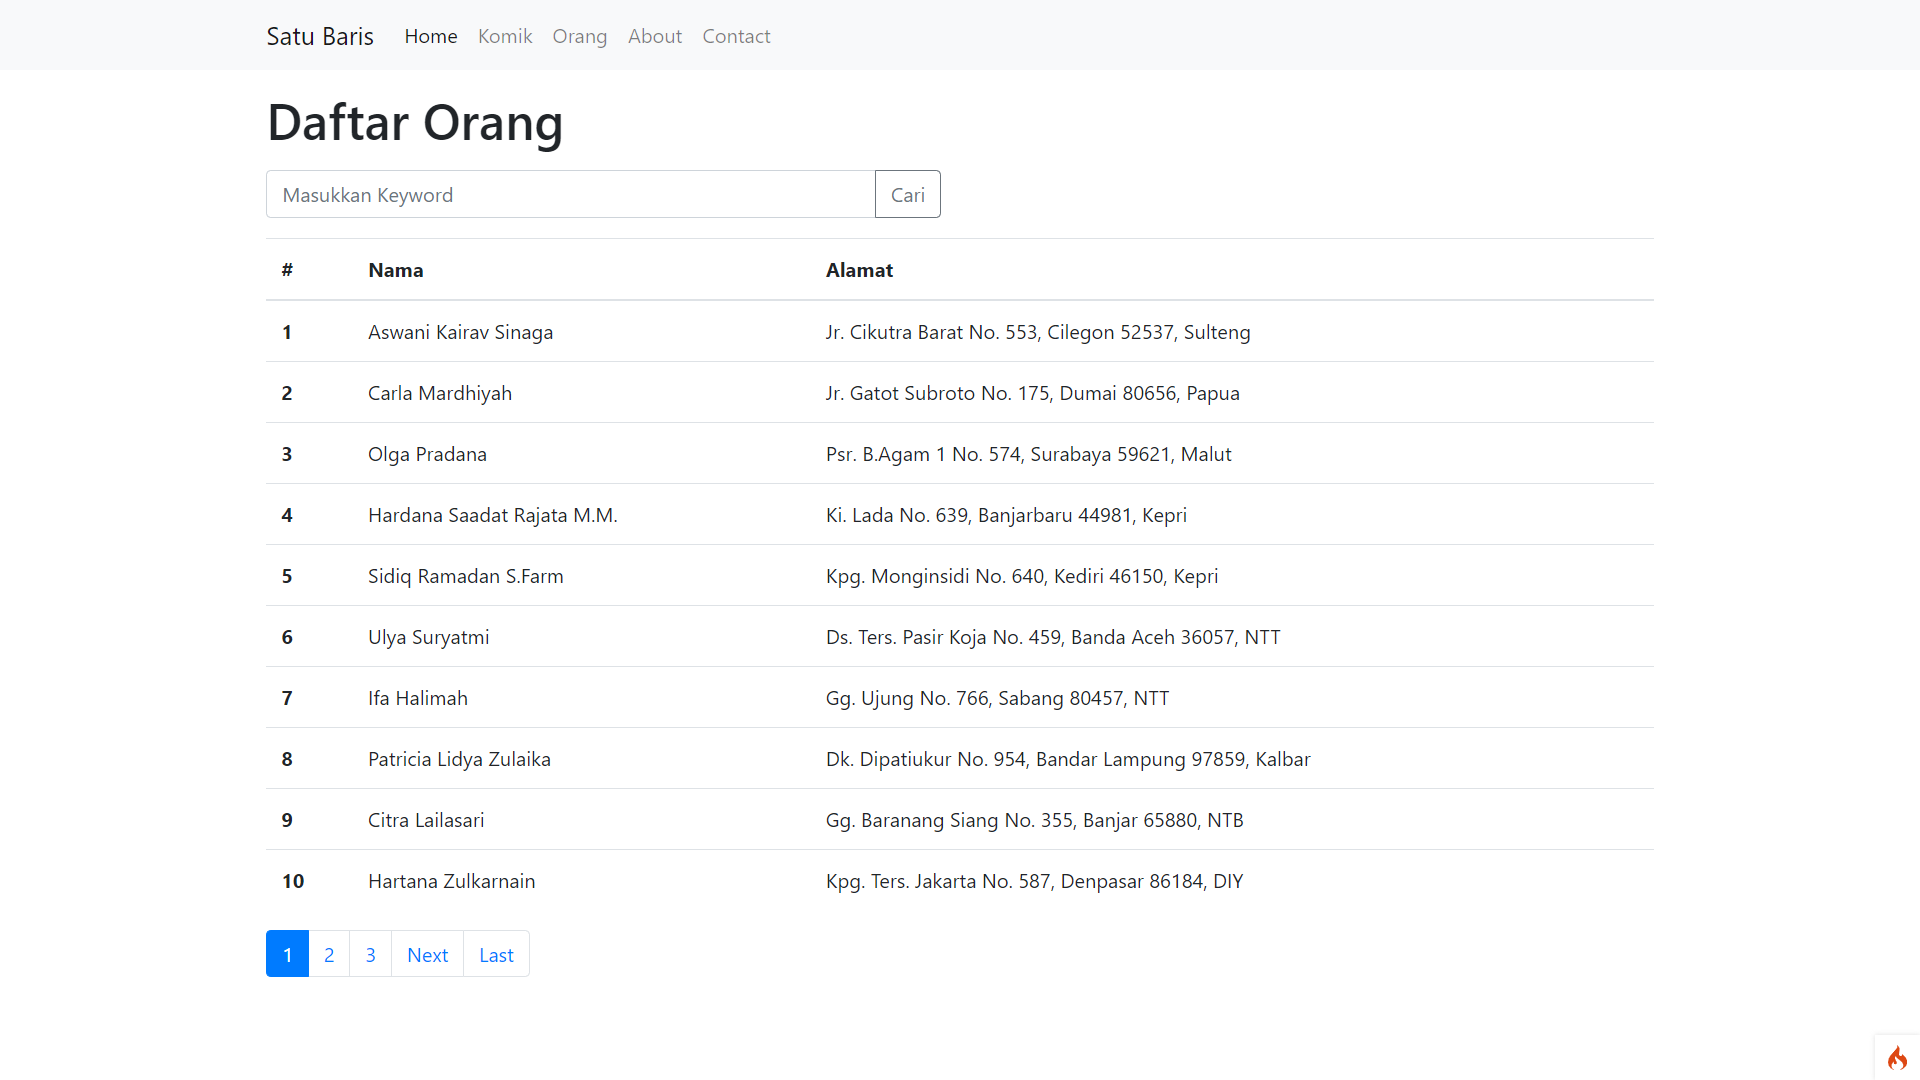 Satu Baris Home Komik Orang About Contact
Daftar Orang
Masukkan Keyword Cari
# Nama Alamat
1 Aswani Kairav Sinaga Jr. Cikutra Barat No. 553, Cilegon 52537, Sulteng
2 Carla Mardhiyah Jr. Gatot Subroto No. 175, Dumai 80656, Papua
3 Olga Pradana Psr. B.Agam 1 No. 574, Surabaya 59621, Malut
4 Hardana Saadat Rajata M.M. Ki. Lada No. 639, Banjarbaru 44981, Kepri
5 Sidiq Ramadan S.Farm Kpg. Monginsidi No. 640, Kediri 46150, Kepri
6 Ulya Suryatmi Ds. Ters. Pasir Koja No. 459, Banda Aceh 36057, NTT
7 Ifa Halimah Gg. Ujung No. 766, Sabang 80457, NTT
8 Patricia Lidya Zulaika Dk. Dipatiukur No. 954, Bandar Lampung 97859, Kalbar
9 Citra Lailasari Gg. Baranang Siang No. 355, Banjar 65880, NTB
10 Hartana Zulkarnain Kpg. Ters. Jakarta No. 587, Denpasar 86184, DIY
1 2 3 Next Last